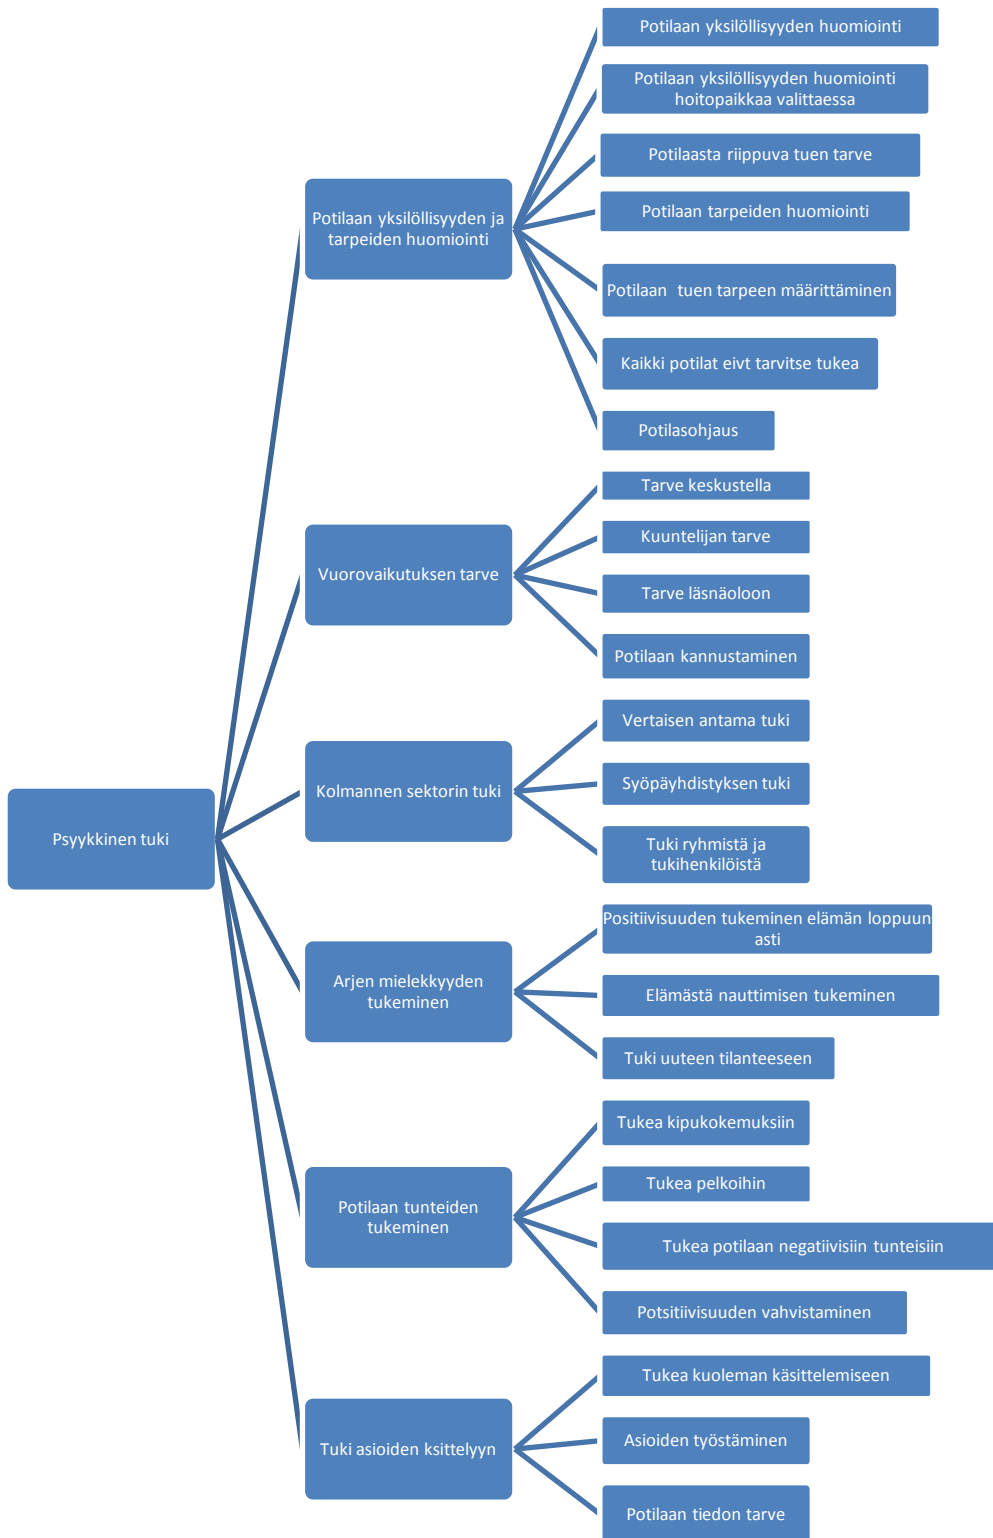 Psyykkinen tuki
Potilaan yksilöllisyyden ja
tarpeiden huomiointi
Potilaan yksilöllisyyden huomiointi
Potilaan yksilöllisyyden huomiointi
hoitopaikkaa valittaessa
Potilaasta riippuva tuen tarve
Potilaan tarpeiden huomiointi
Potilaan tuen tarpeen määrittäminen
Kaikki potilat eivt tarvitse tukea
Potilasohjaus
Vuorovaikutuksen tarve
Tarve keskustella
Kuuntelijan tarve
Tarve läsnäoloon
Potilaan kannustaminen
Kolmannen sektorin tuki
Vertaisen antama tuki
Syöpäyhdistyksen tuki
Tuki ryhmistä ja
tukihenkilöistä
Arjen mielekkyyden
tukeminen
Positiivisuuden tukeminen elämän loppuun
asti
Elämästä nauttimisen tukeminen
Tuki uuteen tilanteeseen
Potilaan tunteiden
tukeminen
Tukea kipukokemuksiin
Tukea pelkoihin
Tukea potilaan negatiivisiin tunteisiin
Potsitiivisuuden vahvistaminen
Tuki asioiden ksittelyyn
Tukea kuoleman käsittelemiseen
Asioiden työstäminen
Potilaan tiedon tarve